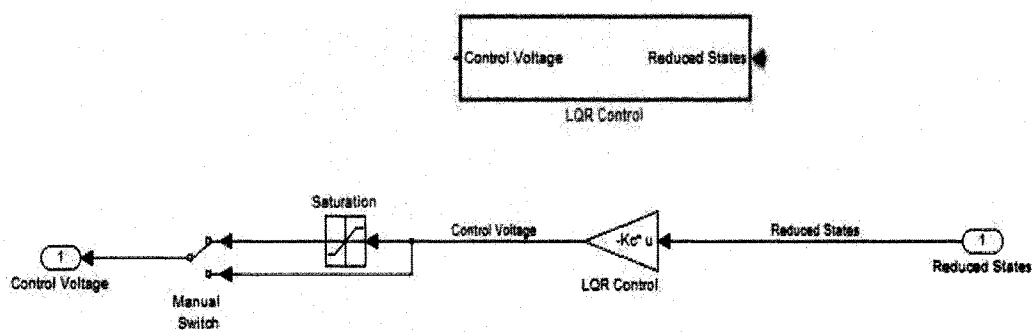 Control Voltage
Reduced States
LQR Control
Saturation
Control Voltage
-Kc* u
Reduced States
1
1
Control Voltage
Manual
Switch
LQR Control
Reduced States